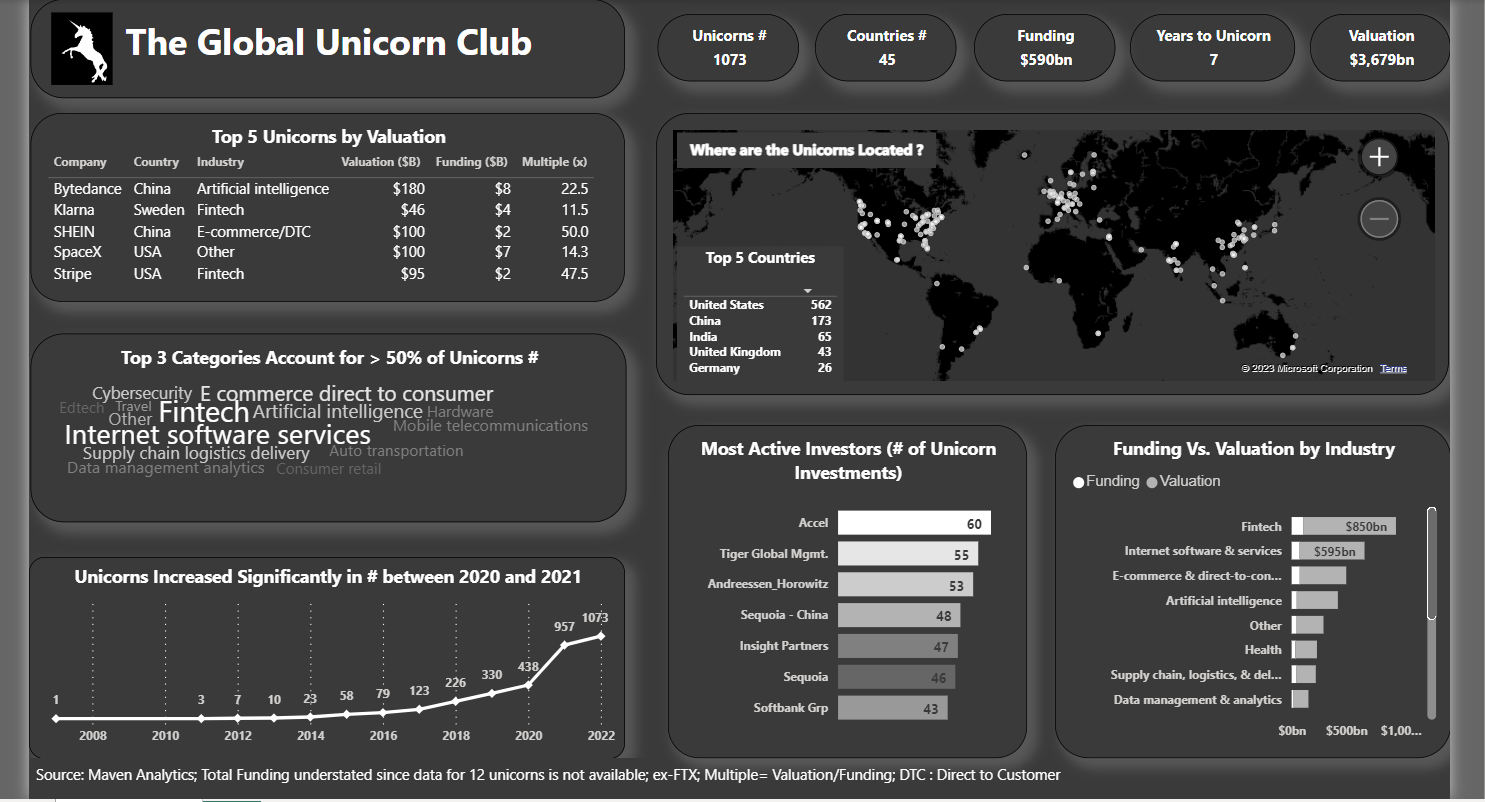 The Global Unicorn Club
Unicorns #
1073
Countries #
45
Funding
$590bn
Years to Unicorn
7
Valuation
$3,679bn
Top 5 Unicorns by Valuation
Company Country Industry Valuation ($B) Funding ($B) Multiple (x)
Bytedance China Artificial intelligence $180 $8 22.5
Klarna Sweden Fintech $46 $4 11.5
SHEIN China E-commerce/DTC $100 $2 50.0
SpaceX USA Other $100 $7 14.3
Stripe USA Fintech $95 $2 47.5
Where are the Unicorns Located ?
Top 5 Countries
United States 562
China 173
India 65
United Kingdom 43
Germany 26
© 2023 Microsoft Corporation Terms
Top 3 Categories Account for > 50% of Unicorns #
Cybersecurity E commerce direct to consumer
Edtech Travel
Other Fintech Artificial intelligence Hardware
Mobile telecommunications
Internet software services
Supply chain logistics delivery Auto transportation
Data management analytics Consumer retail
Unicorns Increased Significantly in # between 2020 and 2021
1 3 7 10 23 58 79 123 226 330 438 957 1073
2008 2010 2012 2014 2016 2018 2020 2022
Most Active Investors (# of Unicorn
Investments)
Accel 60
Tiger Global Mgmt. 55
Andreessen_Horowitz 53
Sequoia - China 48
Insight Partners 47
Sequoia 46
Softbank Grp 43
Funding Vs. Valuation by Industry
Funding Valuation
Fintech $850bn
Internet software & services $595bn
E-commerce & direct-to-con...
Artificial intelligence
Other
Health
Supply chain, logistics, & del...
Data management & analytics
$0bn $500bn $1,00...
Source: Maven Analytics; Total Funding understated since data for 12 unicorns is not available; ex-FTX; Multiple= Valuation/Funding; DTC : Direct to Customer